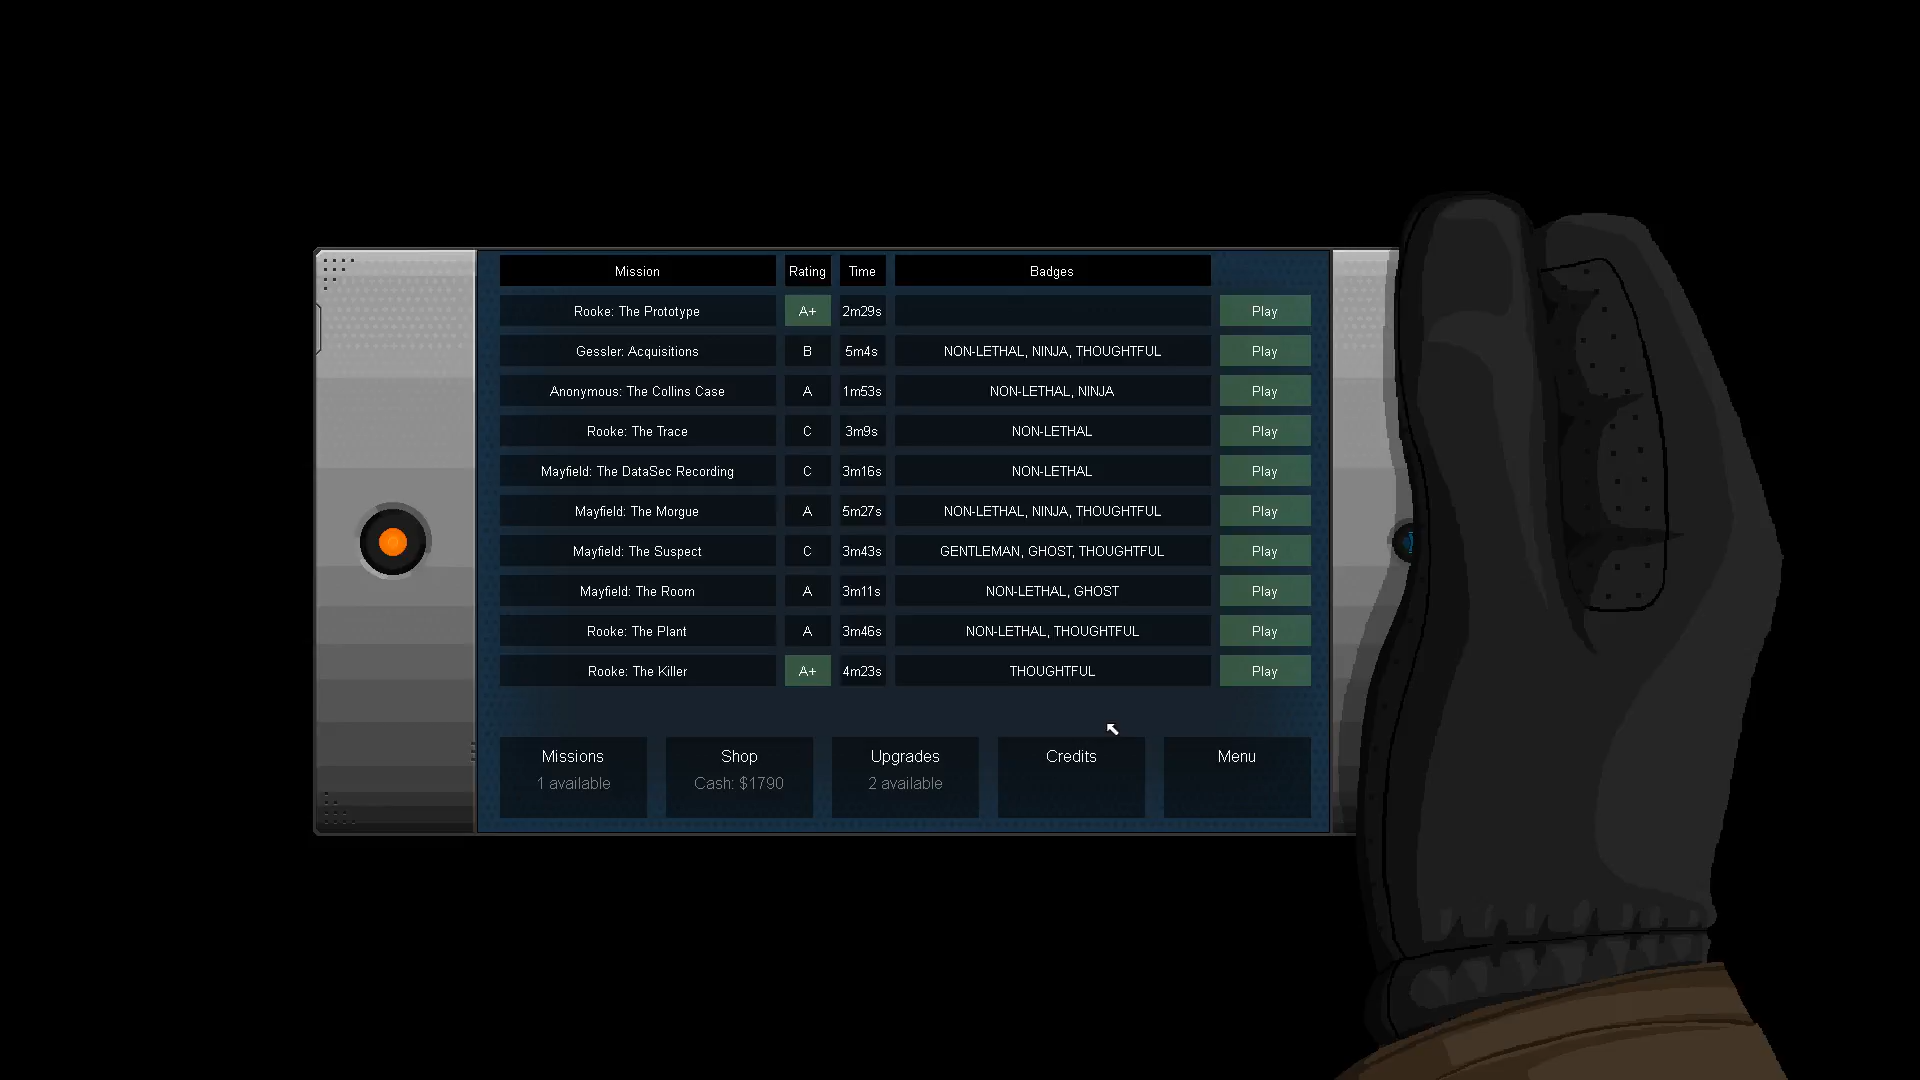 Mission Rating Time Badges
Rooke: The Prototype A+ 2m29s Play
Gessler: Acquisitions B 5m4s NON-LETHAL, NINJA, THOUGHTFUL Play
Anonymous: The Collins Case A 1m53s NON-LETHAL, NINJA Play
Rooke: The Trace C 3m9s NON-LETHAL Play
Mayfield: The DataSec Recording C 3m16s NON-LETHAL Play
Mayfield: The Morgue A 5m27s NON-LETHAL, NINJA, THOUGHTFUL Play
Mayfield: The Suspect C 3m43s GENTLEMAN, GHOST, THOUGHTFUL Play
Mayfield: The Room A 3m11s NON-LETHAL, GHOST Play
Rooke: The Plant A 3m46s NON-LETHAL, THOUGHTFUL Play
Rooke: The Killer A+ 4m23s THOUGHTFUL Play
Missions Shop Upgrades Credits Menu
1 available Cash: $1790 2 available